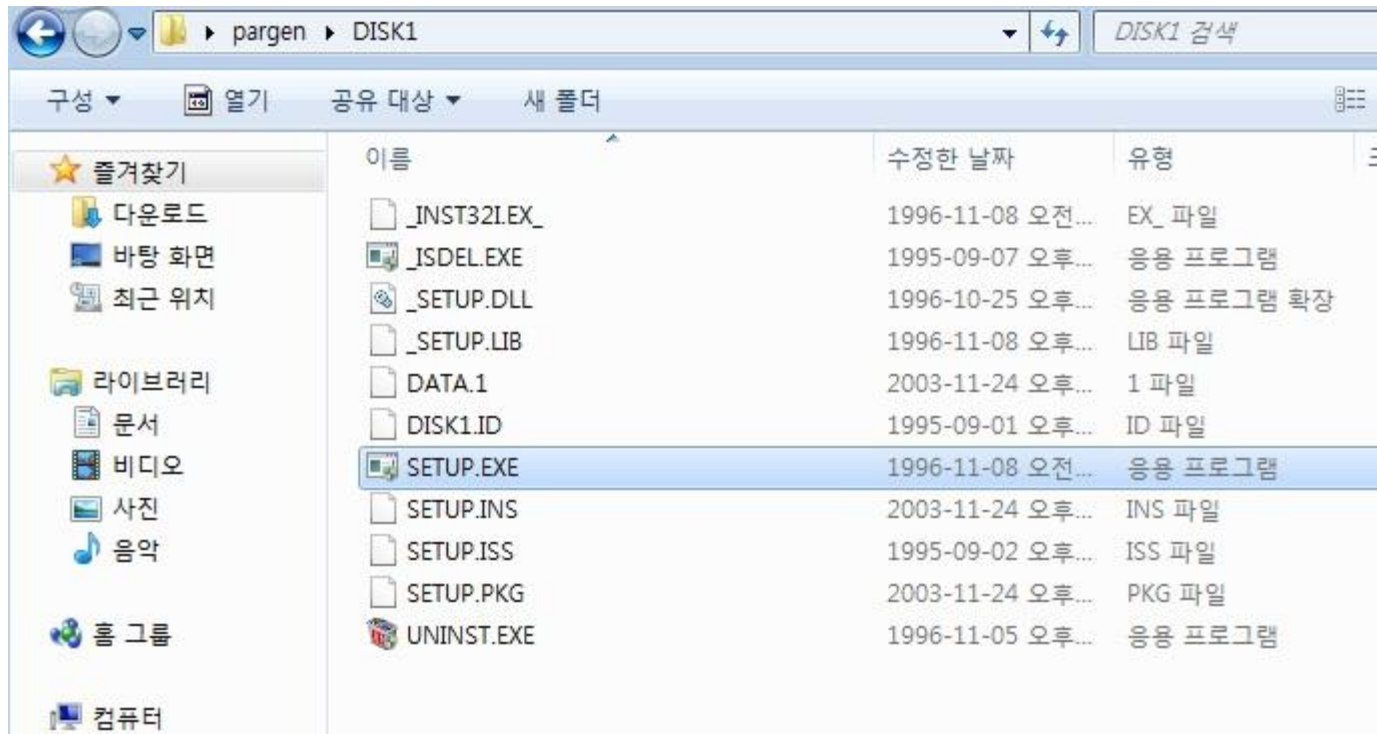 pargen ▸ DISK1
DISK1 검색
구성 열기 공유 대상 새 폴더
즐겨찾기
다운로드
바탕 화면
최근 위치
라이브러리
문서
비디오
사진
음악
홈 그룹
컴퓨터
이름 수정한 날짜 유형
_INST32I.EX_ 1996-11-08 오전... EX_ 파일
_ISDEL.EXE 1995-09-07 오후... 응용 프로그램
_SETUP.DLL 1996-10-25 오후... 응용 프로그램 확장
_SETUP.LIB 1996-11-08 오후... LIB 파일
DATA.1 2003-11-24 오후... 1 파일
DISK1.ID 1995-09-01 오후... ID 파일
SETUP.EXE 1996-11-08 오전... 응용 프로그램
SETUP.INS 2003-11-24 오후... INS 파일
SETUP.ISS 1995-09-02 오후... ISS 파일
SETUP.PKG 2003-11-24 오후... PKG 파일
UNINST.EXE 1996-11-05 오후... 응용 프로그램